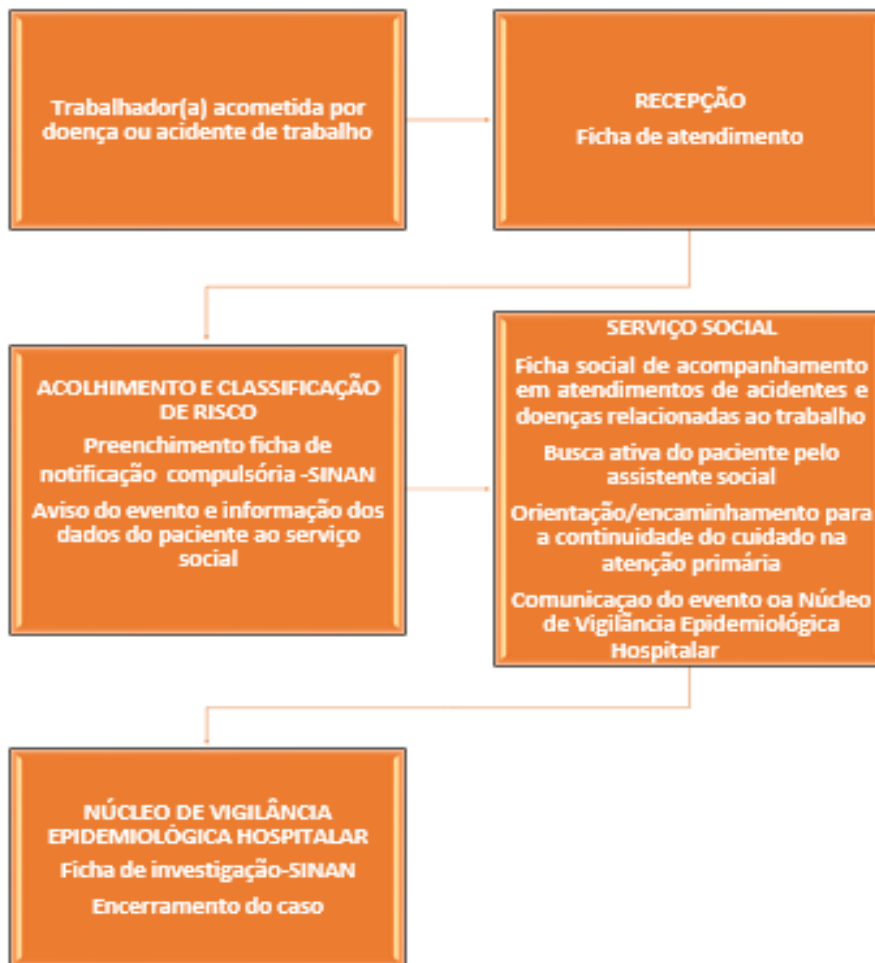 Trabalhador(a) acometida por
doença ou acidente de trabalho
RECEPÇÃO
Ficha de atendimento
ACOLHIMENTO E CLASSIFICAÇÃO
DE RISCO
Preenchimento ficha de
notificação compulsória -SINAN
Aviso do evento e informação dos
dados do paciente ao serviço
social
SERVIÇO SOCIAL
Ficha social de acompanhamento
em atendimentos de acidentes e
doenças relacionadas ao trabalho
Busca ativa do paciente pelo
assistente social
Orientação/encaminhamento para
a continuidade do cuidado na
atenção primária
Comunicaçao do evento oa Núcleo
de Vigilância Epidemiológica
Hospitalar
NÚCLEO DE VIGILÂNCIA
EPIDEMIOLÓGICA HOSPITALAR
Ficha de investigação-SINAN
Encerramento do caso